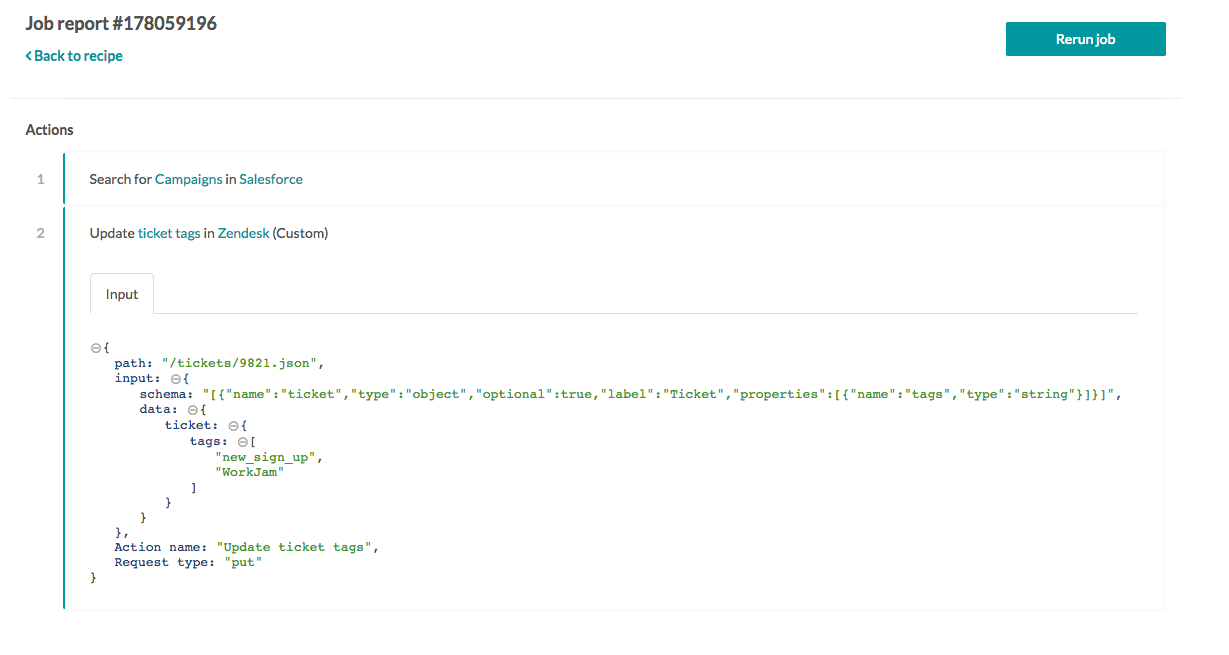 Job report #178059196
Rerun job
Back to recipe
Actions
1 Search for Campaigns in Salesforce
2 Update ticket tags in Zendesk (Custom)
Input
{
path: "/tickets/9821.json",
input: {
schema: "[{"name":"ticket","type":"object","optional":true,"label":"Ticket","properties":[{"name":"tags","type":"string"}]}]",
data: {
ticket: {
tags: [
"new_sign_up",
"WorkJam"
]
}
}
},
Action name: "Update ticket tags",
Request type: "put"
}